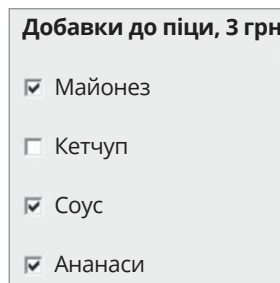 Добавки до піци, 3 грн
Майонез
Кетчуп
Соус
Ананаси